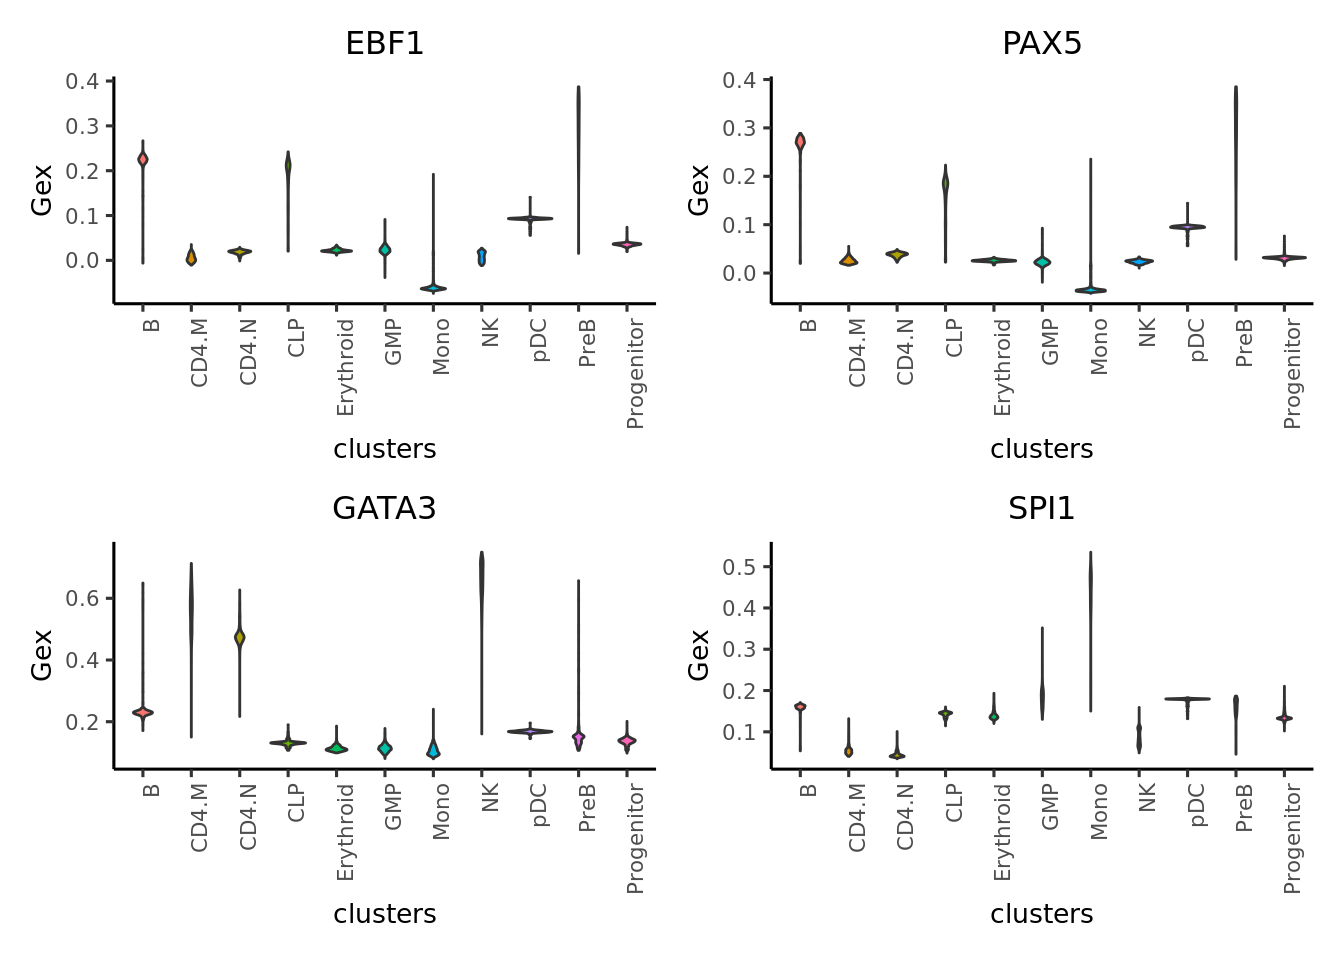 EBF1
Gex
0.4
0.3
0.2
0.1
0.0
B
CD4.M
CD4.N
CLP
Erythroid
GMP
Mono
NK
pDC
PreB
Progenitor
clusters
PAX5
Gex
0.4
0.3
0.2
0.1
0.0
B
CD4.M
CD4.N
CLP
Erythroid
GMP
Mono
NK
pDC
PreB
Progenitor
clusters
GATA3
Gex
0.6
0.4
0.2
B
CD4.M
CD4.N
CLP
Erythroid
GMP
Mono
NK
pDC
PreB
Progenitor
clusters
SPI1
Gex
0.5
0.4
0.3
0.2
0.1
B
CD4.M
CD4.N
CLP
Erythroid
GMP
Mono
NK
pDC
PreB
Progenitor
clusters